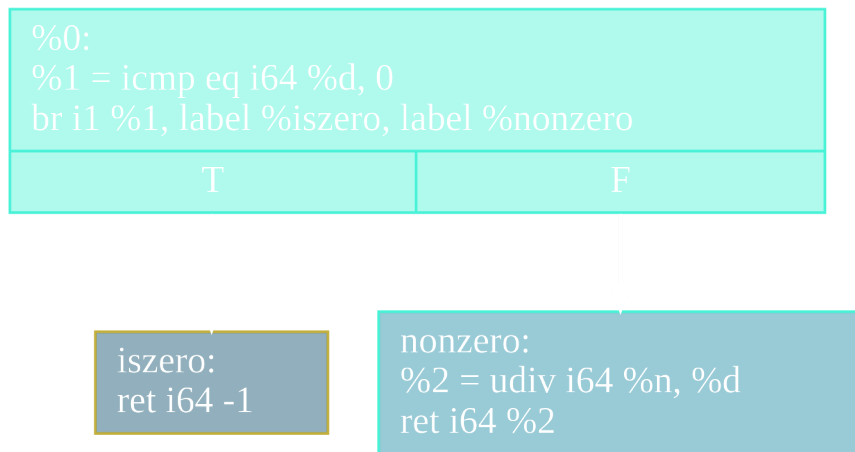 %0:
%1 = icmp eq i64 %d, 0
br i1 %1, label %iszero, label %nonzero
T
F
iszero:
ret i64 -1
nonzero:
%2 = udiv i64 %n, %d
ret i64 %2